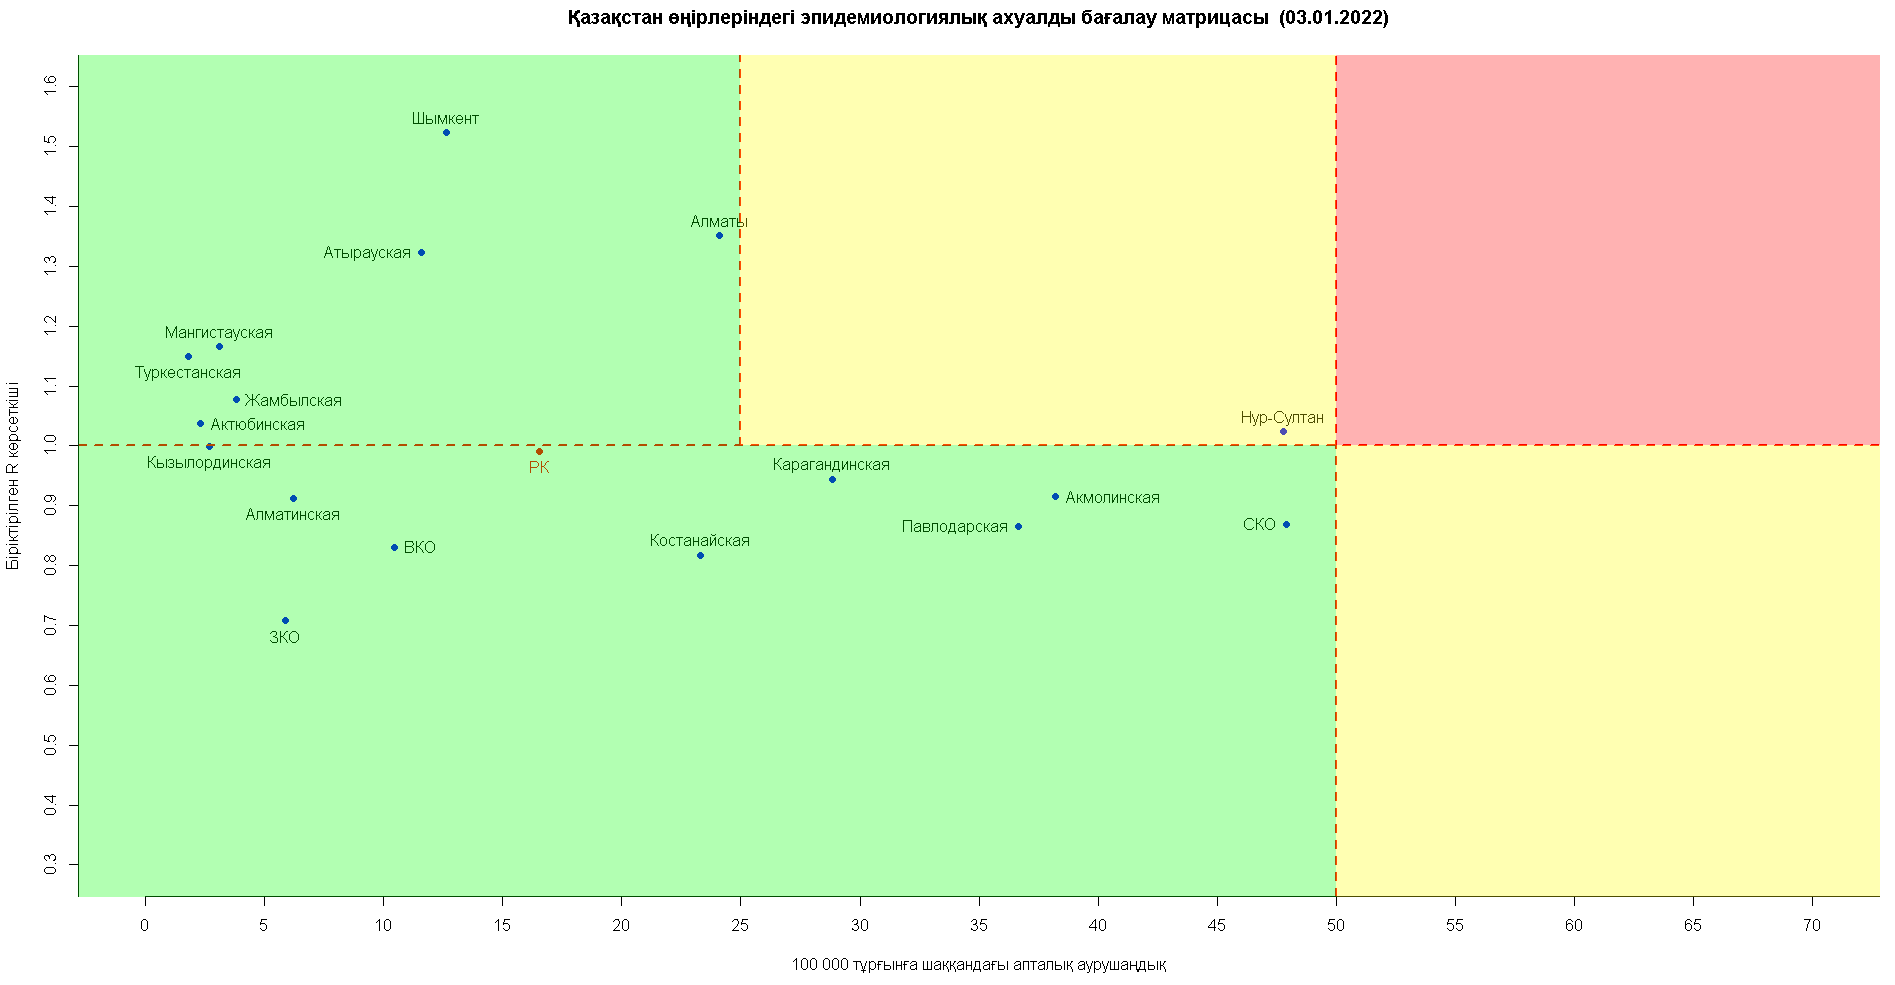 Қазақстан өңірлеріндегі эпидемиологиялық ахуалды бағалау матрицасы (03.01.2022)
Біріктірілген R көрсеткіші
1.6
1.5
1.4
1.3
1.2
1.1
1.0
0.9
0.8
0.7
0.6
0.5
0.4
0.3
Шымкент
Алматы
Атырауская
Мангистауская
Туркестанская
Жамбылская
Нур-Султан
Актюбинская
Кызылординская
РК
Карагандинская
Акмолинская
Алматинская
Павлодарская
СКО
Костанайская
ВКО
ЗКО
0 5 10 15 20 25 30 35 40 45 50 55 60 65 70
100 000 тұрғынға шаққандағы апталық аурушаңдық